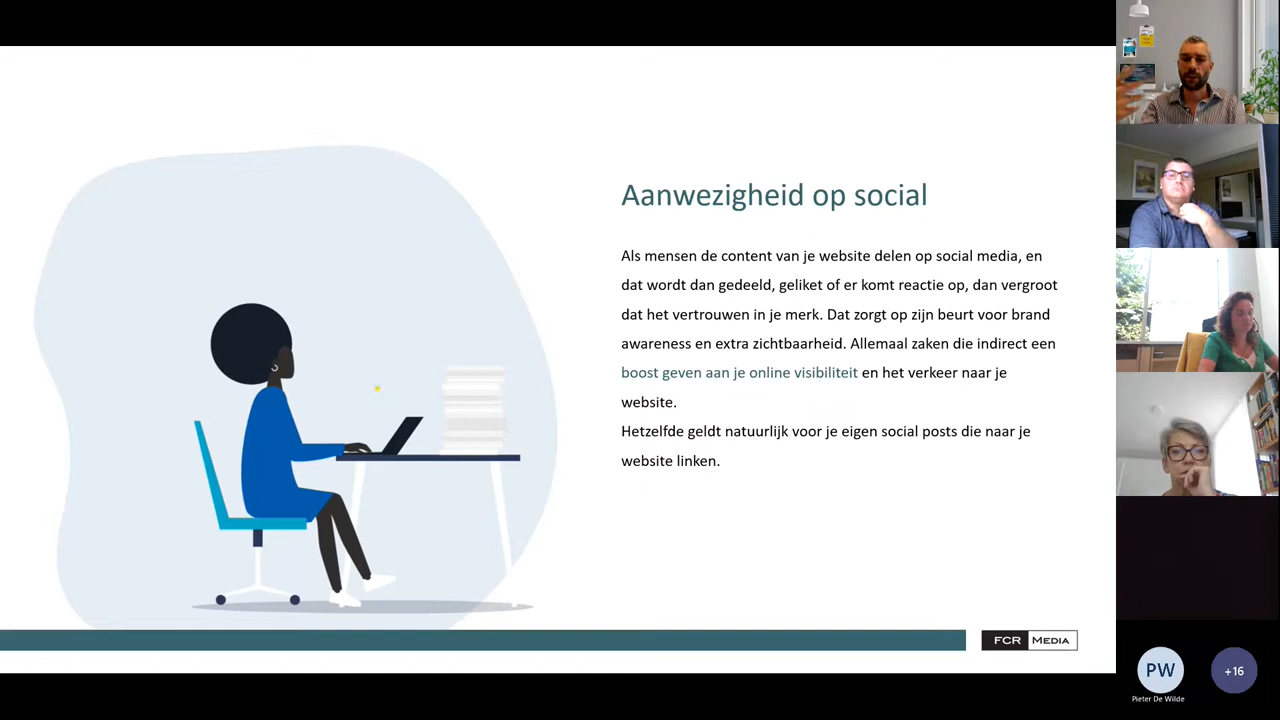 Aanwezigheid op social
Als mensen de content van je website delen op social media, en
dat wordt dan gedeeld, geliket of er komt reactie op, dan vergroot
dat het vertrouwen in je merk. Dat zorgt op zijn beurt voor brand
awareness en extra zichtbaarheid. Allemaal zaken die indirect een
boost geven aan je online visibiliteit en het verkeer naar je
website.
Hetzelfde geldt natuurlijk voor je eigen social posts die naar je
website linken.
FCR MEDIA
PW
+16
Pieter De Wilde